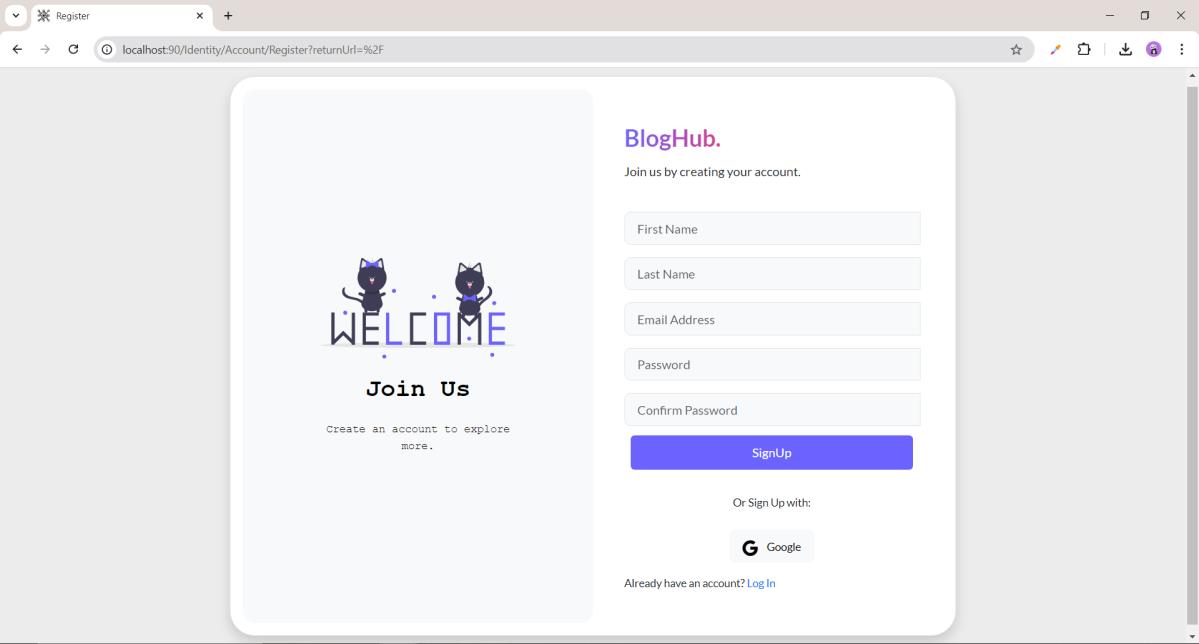 Register
localhost:90/Identity/Account/Register?returnUrl=%2F
WELCOME
Join Us
Create an account to explore
more.
BlogHub.
Join us by creating your account.
First Name
Last Name
Email Address
Password
Confirm Password
SignUp
Or Sign Up with:
Google
Already have an account? Log In